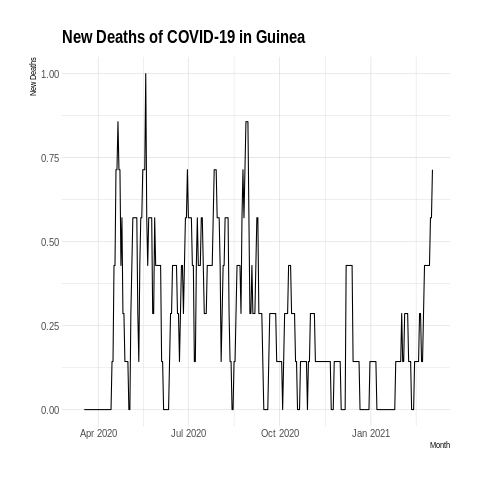 New Deaths of COVID-19 in Guinea
New Deaths
1.00
0.75
0.50
0.25
0.00
Apr 2020 Jul 2020 Oct 2020 Jan 2021
Month